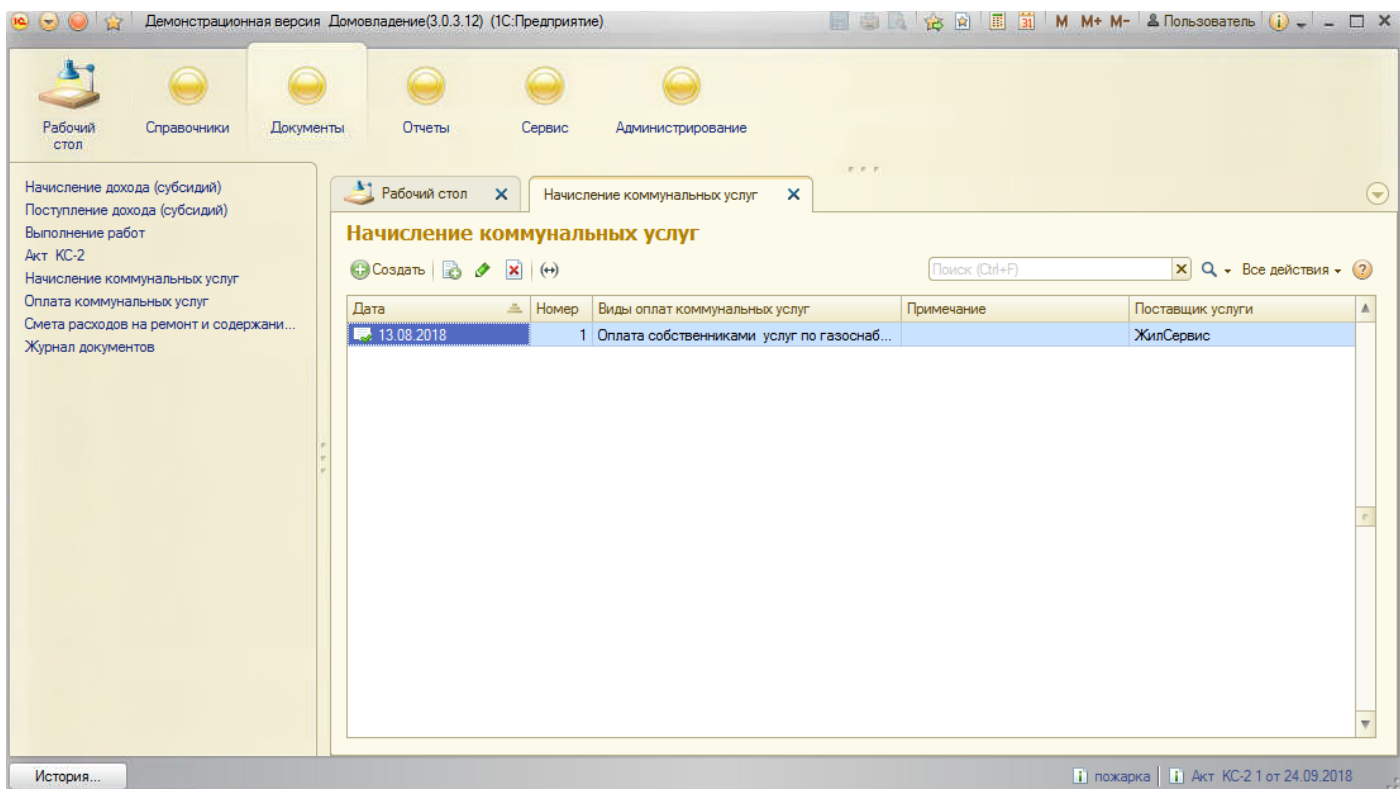 Демонстрационная версия Домовладение(3.0.3.12) (1С:Предприятие)
31 M M+ M- Пользователь
Рабочий стол
Справочники
Документы
Отчеты
Сервис
Администрирование
Начисление дохода (субсидий)
Поступление дохода (субсидий)
Выполнение работ
Акт КС-2
Начисление коммунальных услуг
Оплата коммунальных услуг
Смета расходов на ремонт и содержани...
Журнал документов
Рабочий стол Начисление коммунальных услуг
Начисление коммунальных услуг
Создать Поиск (Ctrl+F) Все действия
Дата Номер Виды оплат коммунальных услуг Примечание Поставщик услуги
13.08.2018 1 Оплата собственниками услуг по газоснаб... ЖилСервис
История... пожарка Акт КС-2 1 от 24.09.2018